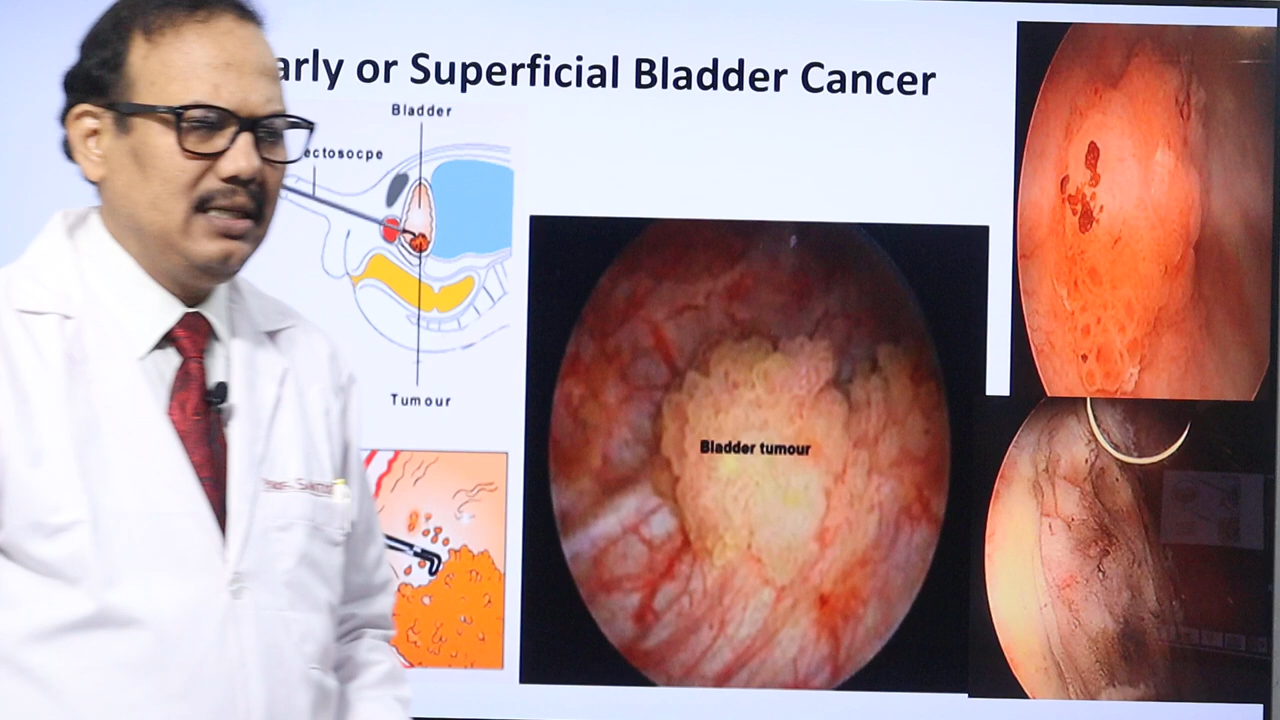 arly or Superficial Bladder Cancer
Bladder
ectosocpe
Tumour
Bladder tumour